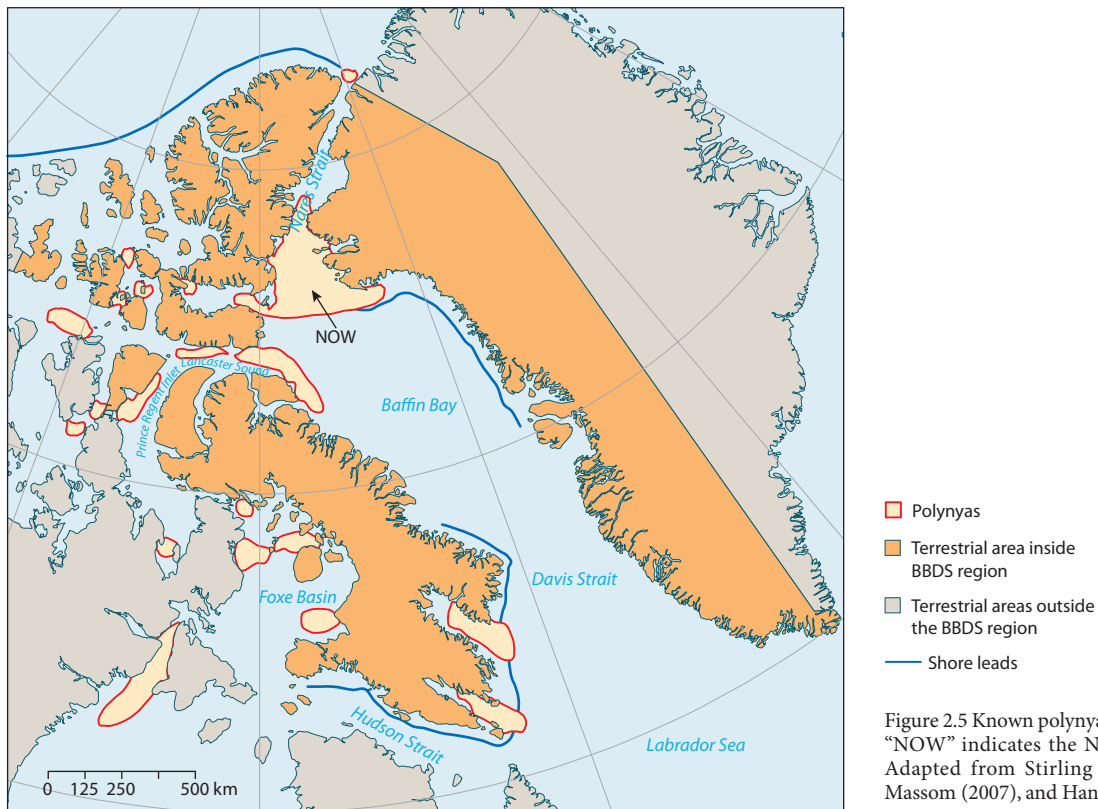 Nares Strait
NOW
Lancaster Sound
Prince Regent Inlet
Baffin Bay
Davis Strait
Foxe Basin
Hudson Strait
Labrador Sea
0 125 250 500 km
Polynyas
Terrestrial area inside
BBDS region
Terrestrial areas outside
the BBDS region
Shore leads
Figure 2.5 Known polynya
“NOW” indicates the N
Adapted from Stirling
Massom (2007), and Han